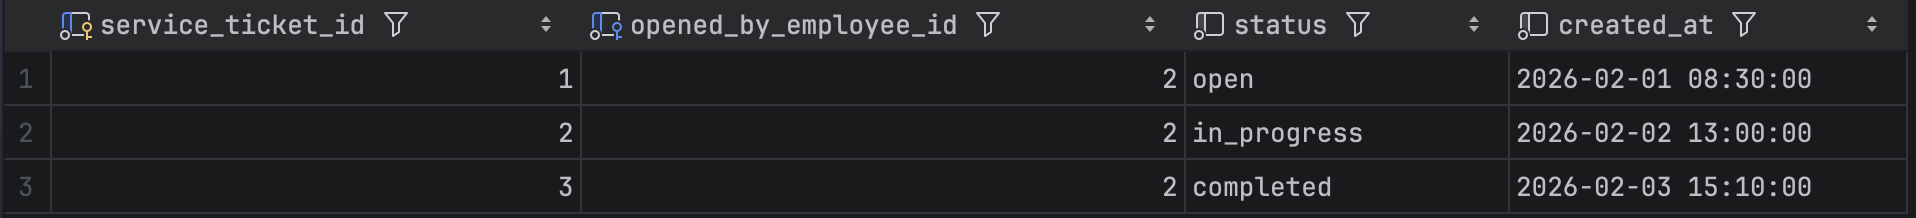 service_ticket_id opened_by_employee_id status created_at
1 1 2 open 2026-02-01 08:30:00
2 2 2 in_progress 2026-02-02 13:00:00
3 3 2 completed 2026-02-03 15:10:00